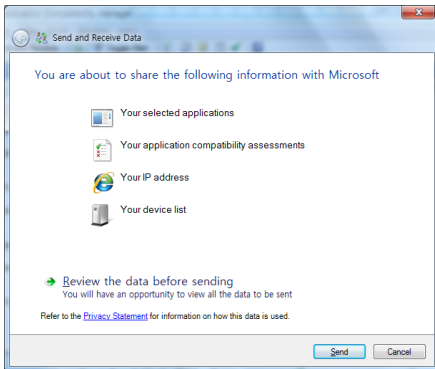 Send and Receive Data
You are about to share the following information with Microsoft
Your selected applications
Your application compatibility assessments
Your IP address
Your device list
Review the data before sending
You will have an opportunity to view all the data to be sent
Refer to the Privacy Statement for information on how this data is used.
Send Cancel